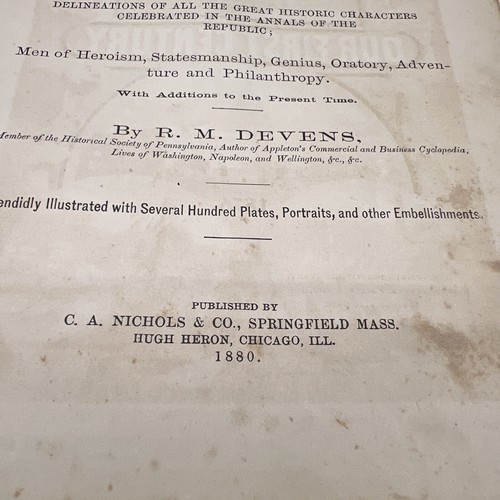 DELINEATIONS OF ALL THE GREAT HISTORIC CHARACTERS
CELEBRATED IN THE ANNALS OF THE
REPUBLIC;
Men of Heroism, Statesmanship, Genius, Oratory, Adven-
ture and Philanthropy.
With Additions to the Present Time.
By R. M. DEVENS,
Member of the Historical Society of Pennsylvania, Author of Appleton's Commercial and Business Cyclopedia,
Lives of Washington, Napoleon, and Wellington, &c., &c.
endidly Illustrated with Several Hundred Plates, Portraits, and other Embellishments.
PUBLISHED BY
C. A. NICHOLS & CO., SPRINGFIELD MASS.
HUGH HERON, CHICAGO, ILL.
1880.